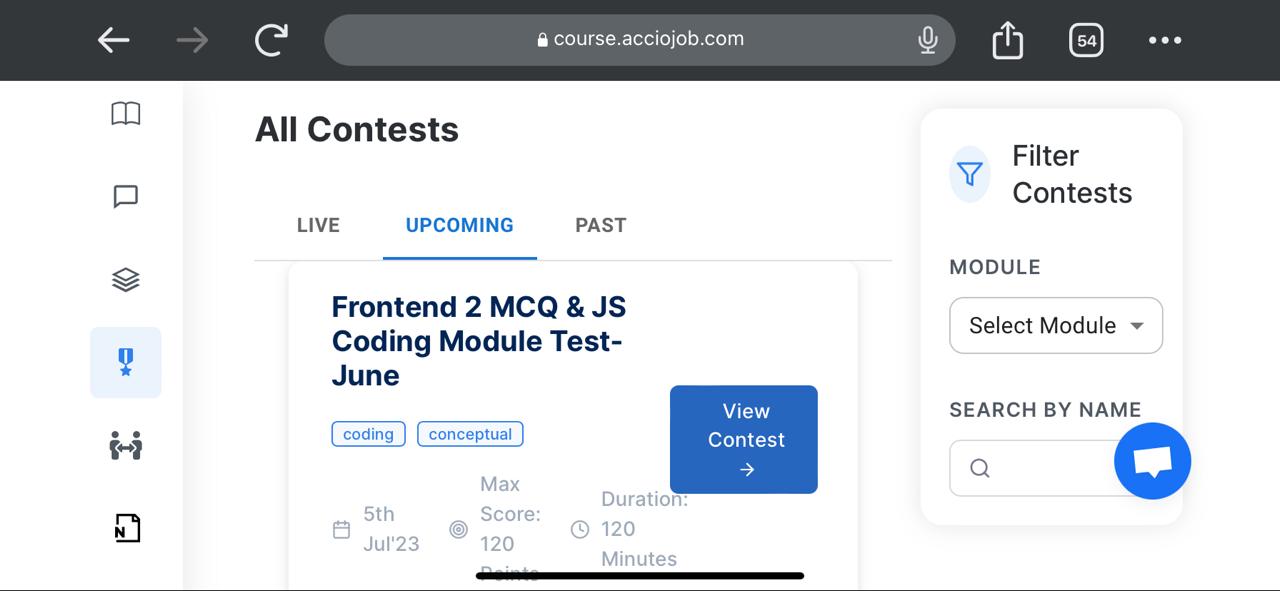 course.acciojob.com
54
All Contests
LIVE
UPCOMING
PAST
Frontend 2 MCQ & JS
Coding Module Test-
June
coding
conceptual
View
Contest
→
5th
Jul'23
Max
Score:
120
Points
Duration:
120
Minutes
Filter
Contests
MODULE
Select Module
SEARCH BY NAME
N